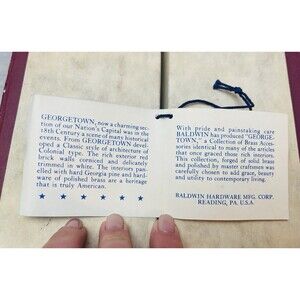 GEORGETOWN, now a charming sec-
tion of our Nation's Capital was in the
18th Century a scene of many historical
events. From GEORGETOWN devel-
oped a Classic style of architecture of
Colonial type. The rich exterior red
brick walls corniced and delicately
trimmed in white. The interiors pan-
elled with hard Georgia pine and hard-
ware of polished brass are a heritage
that is truly American.
With pride and painstaking care
BALDWIN has produced "GEORGE-
TOWN," a Collection of Brass Acces-
sories identical to many of the articles
that once graced those rich interiors.
This collection, forged of solid brass
and polished by master craftsmen was
carefully chosen to add grace, beauty
and utility to contemporary living.
BALDWIN HARDWARE MFG. CORP.
READING, PA. U.S.A.